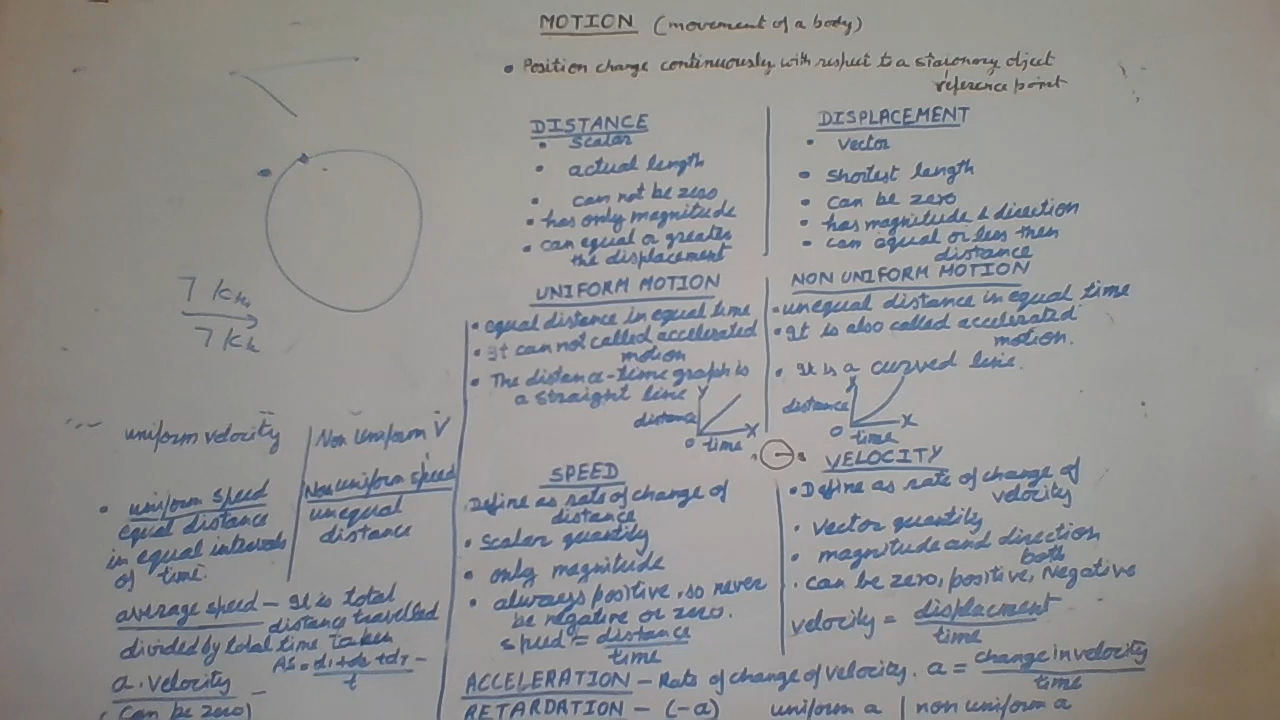 MOTION (movement of a body)
• Position change continuously with respect to a stationary object
reference point
DISTANCE
• scalar
• actual length
• can not be zero
• has only magnitude
• can equal or greater
the displacement
DISPLACEMENT
• vector
• shortest length
• can be zero
• has magnitude & direction
• can equal or less then
distance
7 km
7 km
UNIFORM MOTION
• equal distance in equal time
• It can not called accelerated
motion
• The distance-time graph is
a straight line
Y
distance
O time X
NON UNIFORM MOTION
• unequal distance in equal time
• It is also called accelerated
motion.
• It is a curved line.
Y
distance
O time X
uniform velocity
• uniform speed
equal distance
in equal intervals
of time.
Non Uniform V
Non uniform speed
unequal
distance
average speed - It is total
distance travelled
divided by total time taken
AS = d1+d2+dT
t
a. velocity -
(can be zero)
SPEED
Define as rate of change of
distance
• Scalar quantity
• only magnitude
• always positive, so never
be negative or zero.
speed = distance
time
VELOCITY
• Define as rate of change of
velocity
• vector quantity
• magnitude and direction
both
• can be zero, positive, Negative
velocity = displacment
time
ACCELERATION - Rate of change of velocity. a = change in velocity
time
RETARDATION - (-a) uniform a | non uniform a